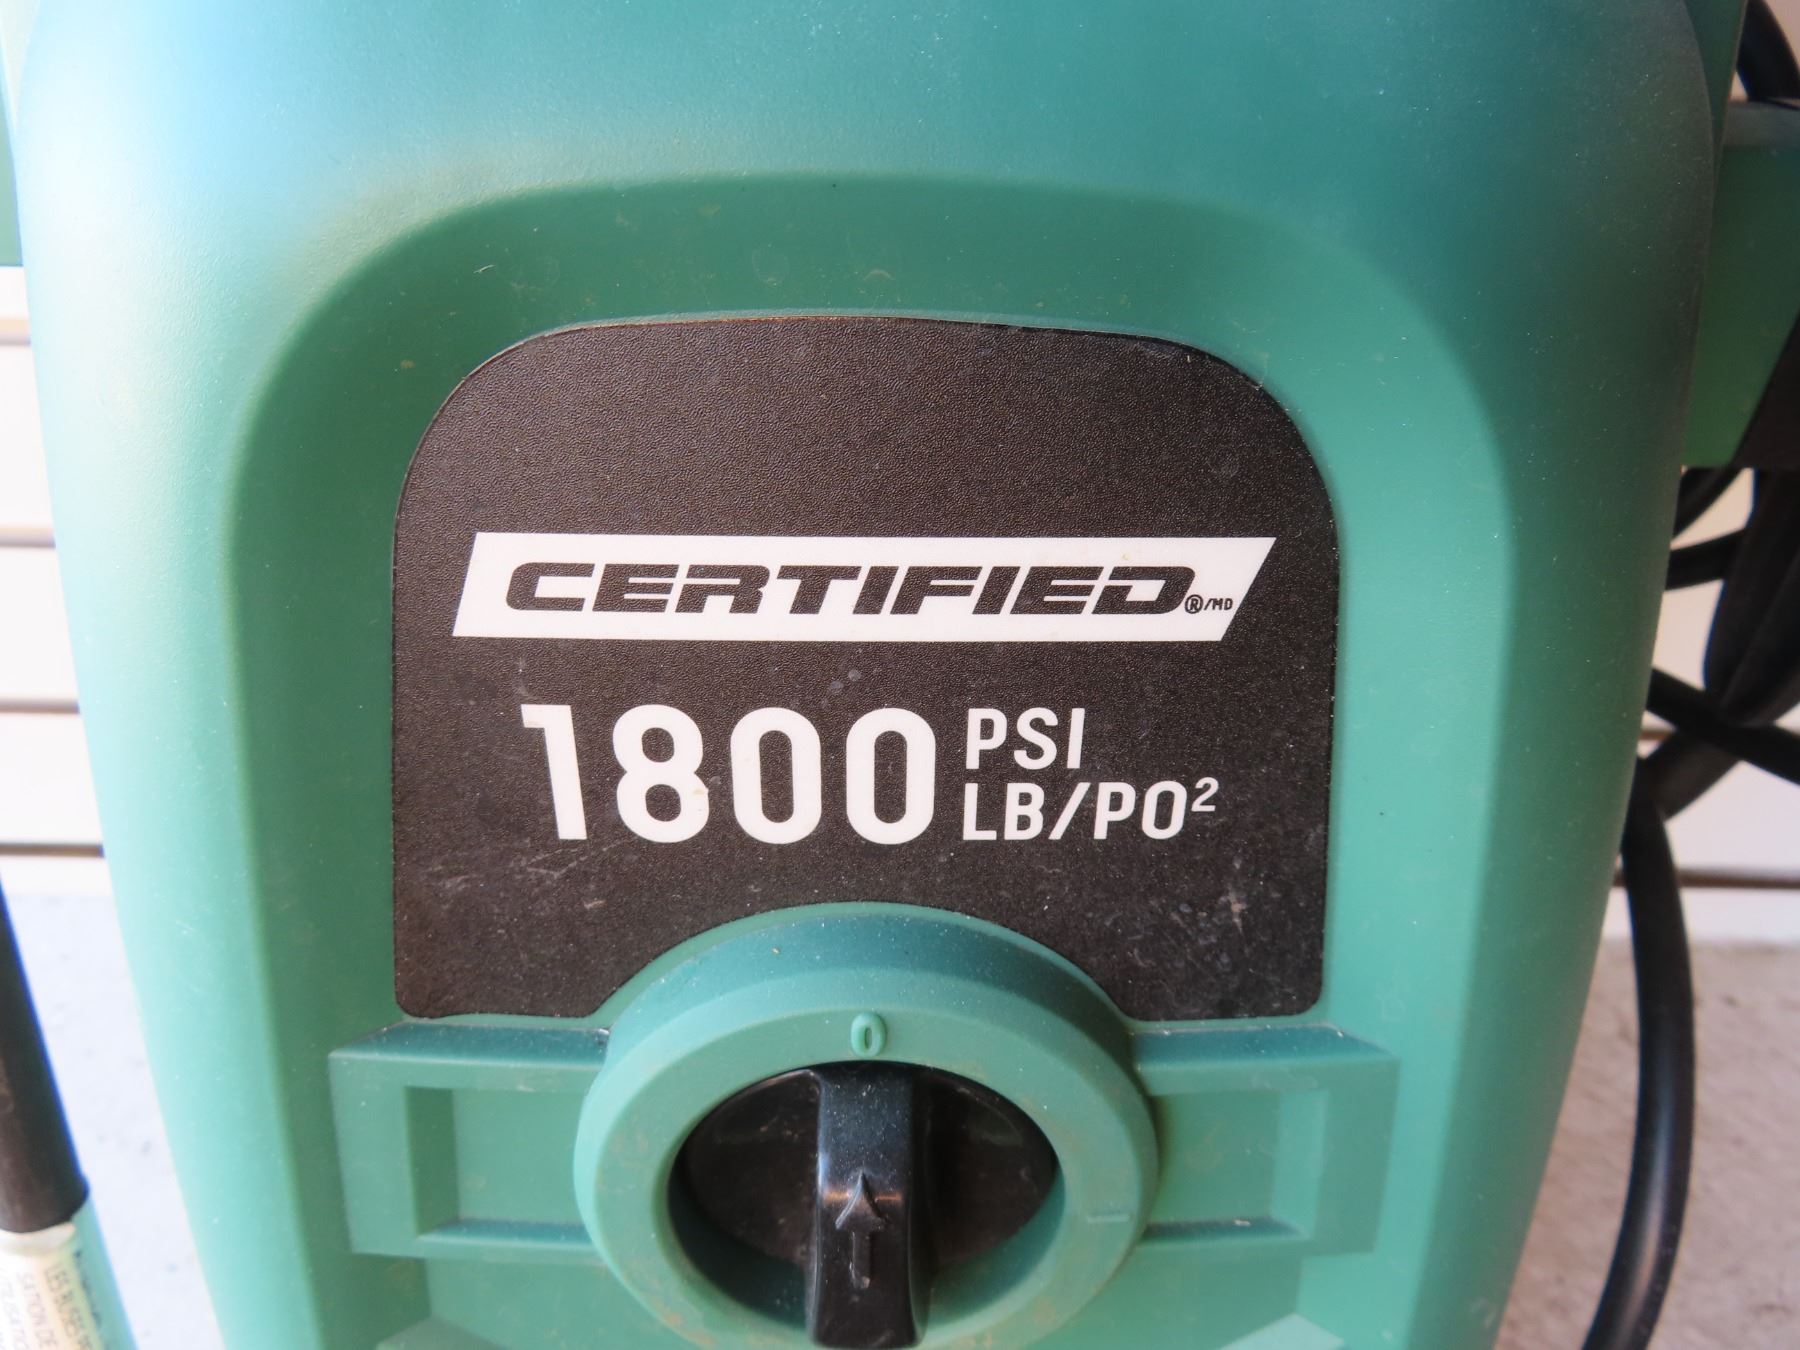 CERTIFIED®/MD
1800 PSI
LB/PO²
0